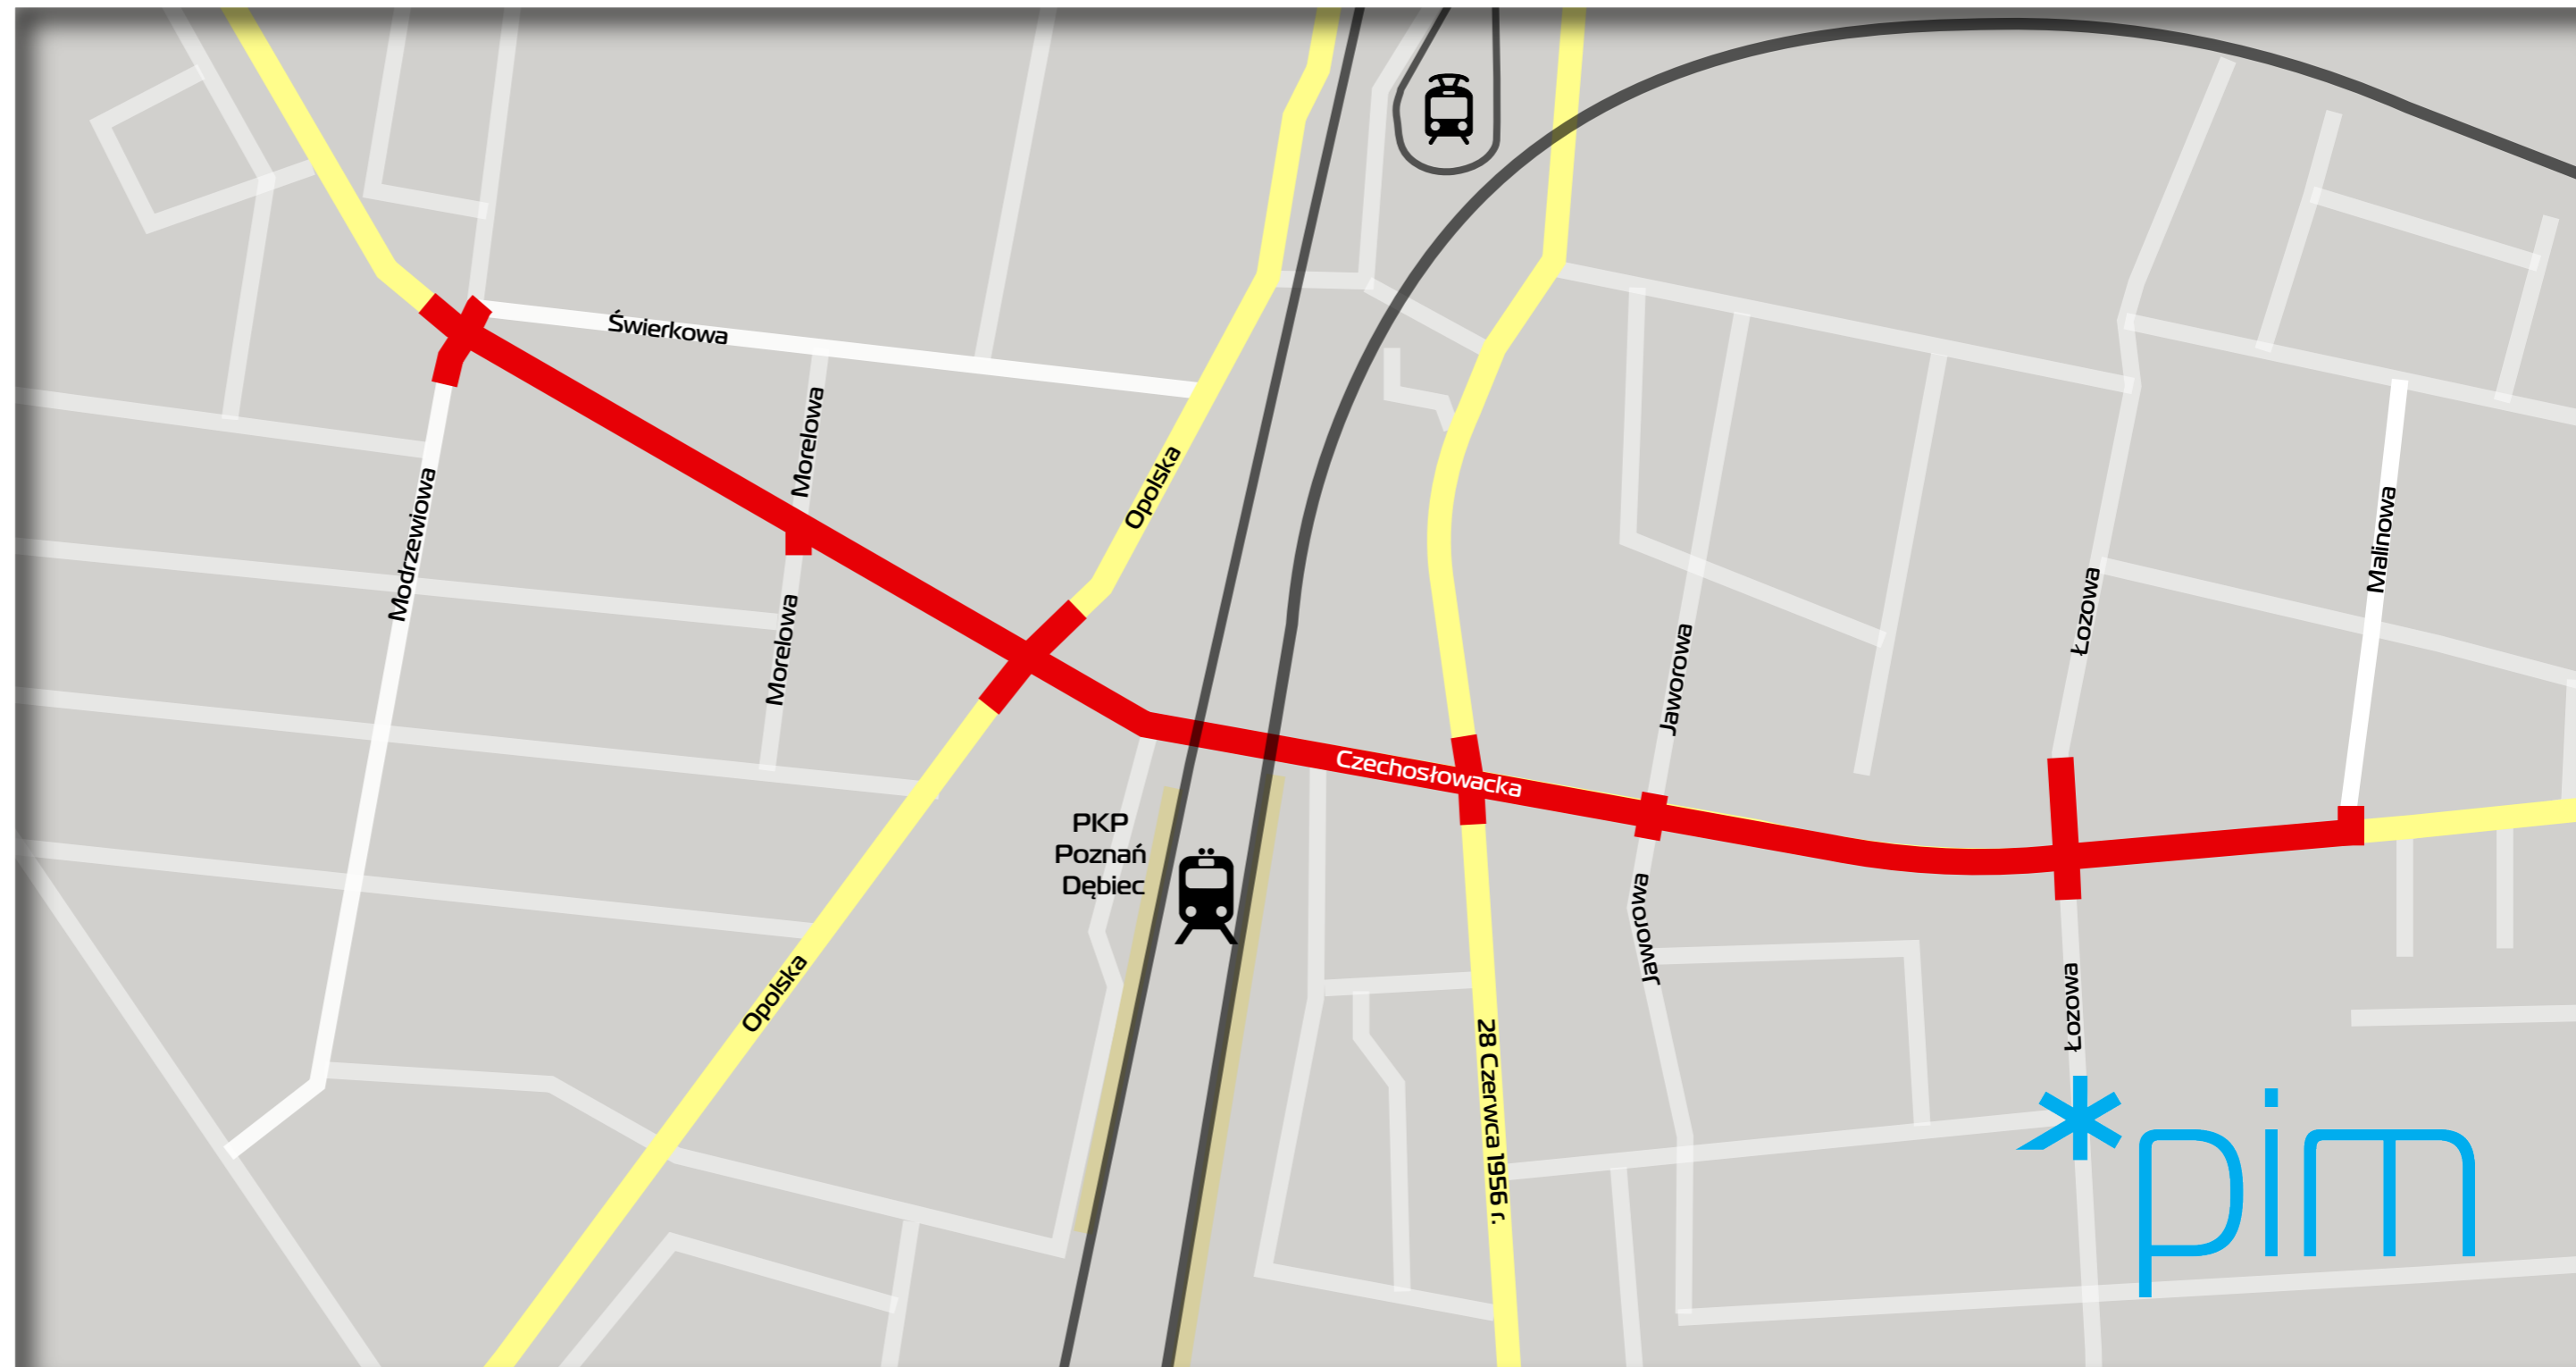 Świerkowa
Morelowa
Opolska
Modrzewiowa
Malinowa
Łozowa
Morelowa
Jaworowa
Czechosłowacka
PKP
Poznań
Dębiec
Jaworowa
Opolska
Łozowa
28 Czerwca 1956 r.
*pim